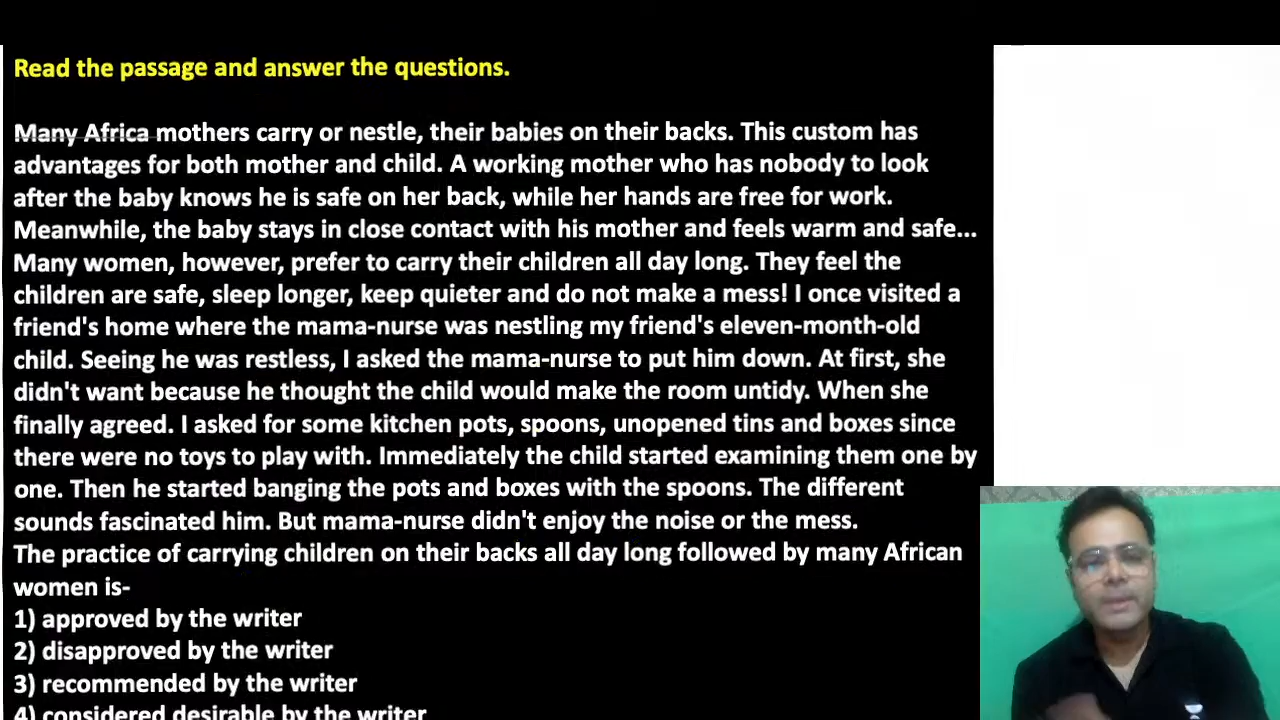 Read the passage and answer the questions.
Many Africa mothers carry or nestle, their babies on their backs. This custom has
advantages for both mother and child. A working mother who has nobody to look
after the baby knows he is safe on her back, while her hands are free for work.
Meanwhile, the baby stays in close contact with his mother and feels warm and safe...
Many women, however, prefer to carry their children all day long. They feel the
children are safe, sleep longer, keep quieter and do not make a mess! I once visited a
friend's home where the mama-nurse was nestling my friend's eleven-month-old
child. Seeing he was restless, I asked the mama-nurse to put him down. At first, she
didn't want because he thought the child would make the room untidy. When she
finally agreed. I asked for some kitchen pots, spoons, unopened tins and boxes since
there were no toys to play with. Immediately the child started examining them one by
one. Then he started banging the pots and boxes with the spoons. The different
sounds fascinated him. But mama-nurse didn't enjoy the noise or the mess.
The practice of carrying children on their backs all day long followed by many African
women is-
1) approved by the writer
2) disapproved by the writer
3) recommended by the writer
4) considered desirable by the writer